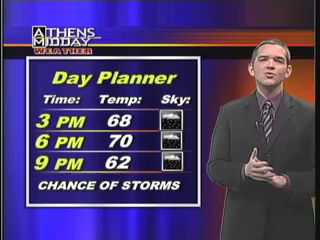 ATHENS
MIDDAY
WEATHER
Day Planner
Time: Temp: Sky:
3 PM 68
6 PM 70
9 PM 62
CHANCE OF STORMS